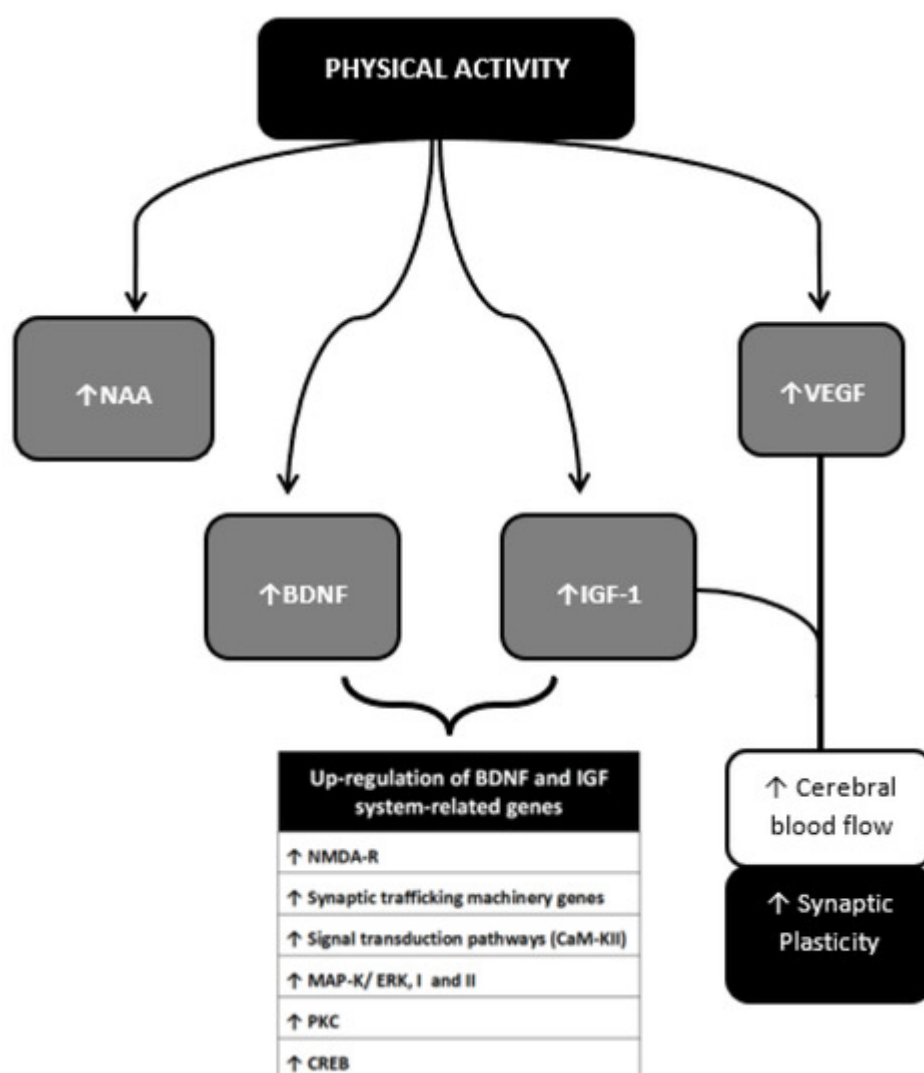 PHYSICAL ACTIVITY
↑NAA
↑VEGF
↑BDNF
↑IGF-1
Up-regulation of BDNF and IGF
system-related genes
↑ NMDA-R
↑ Synaptic trafficking machinery genes
↑ Signal transduction pathways (CaM-KII)
↑ MAP-K/ ERK, I and II
↑ PKC
↑ CREB
↑ Cerebral
blood flow
↑ Synaptic
Plasticity